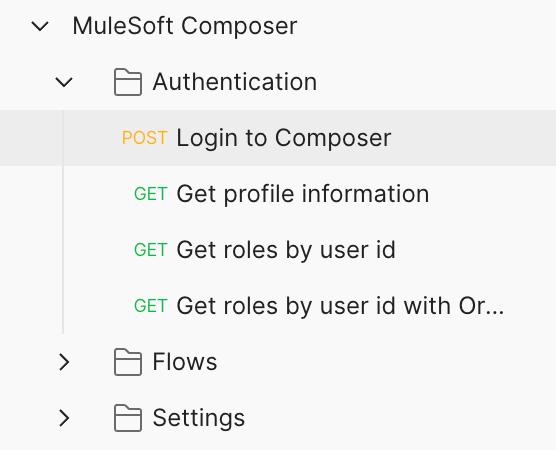 MuleSoft Composer
Authentication
POST Login to Composer
GET Get profile information
GET Get roles by user id
GET Get roles by user id with Or...
Flows
Settings